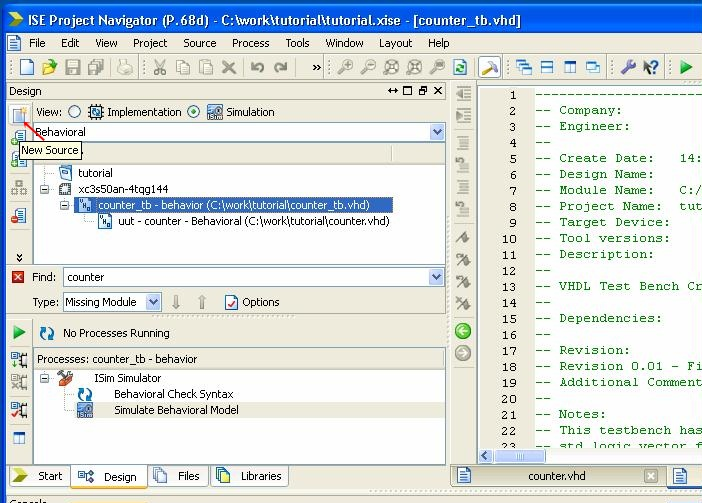 ISE Project Navigator (P.68d) - C:\work\tutorial\tutorial.xise - [counter_tb.vhd]
File Edit View Project Source Process Tools Window Layout Help
»
Design
View: Implementation Simulation
Behavioral
New Source
tutorial
xc3s50an-4tqg144
counter_tb - behavior (C:\work\tutorial\counter_tb.vhd)
uut - counter - Behavioral (C:\work\tutorial\counter.vhd)
Find: counter
Type: Missing Module Options
No Processes Running
Processes: counter_tb - behavior
ISim Simulator
Behavioral Check Syntax
Simulate Behavioral Model
Start Design Files Libraries
1 --------------------
2 -- Company:
3 -- Engineer:
4 --
5 -- Create Date: 14:
6 -- Design Name:
7 -- Module Name: C:/
8 -- Project Name: tut
9 -- Target Device:
10 -- Tool versions:
11 -- Description:
12 --
13 -- VHDL Test Bench Cr
14 --
15 -- Dependencies:
16 --
17 -- Revision:
18 -- Revision 0.01 - Fi
19 -- Additional Comment
20 --
21 -- Notes:
22 -- This testbench has
23 -- std_logic_vector f
counter.vhd
Console